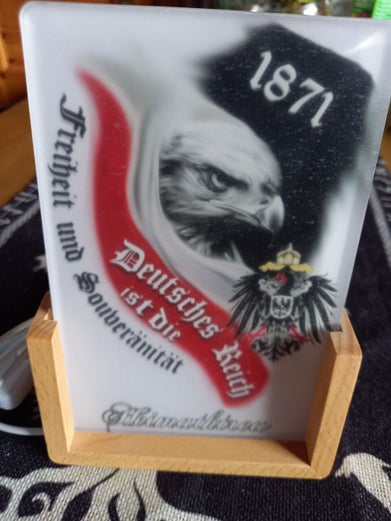 1871
Freiheit und Souveränität
Deutsches Reich
ist die
Heimattreu